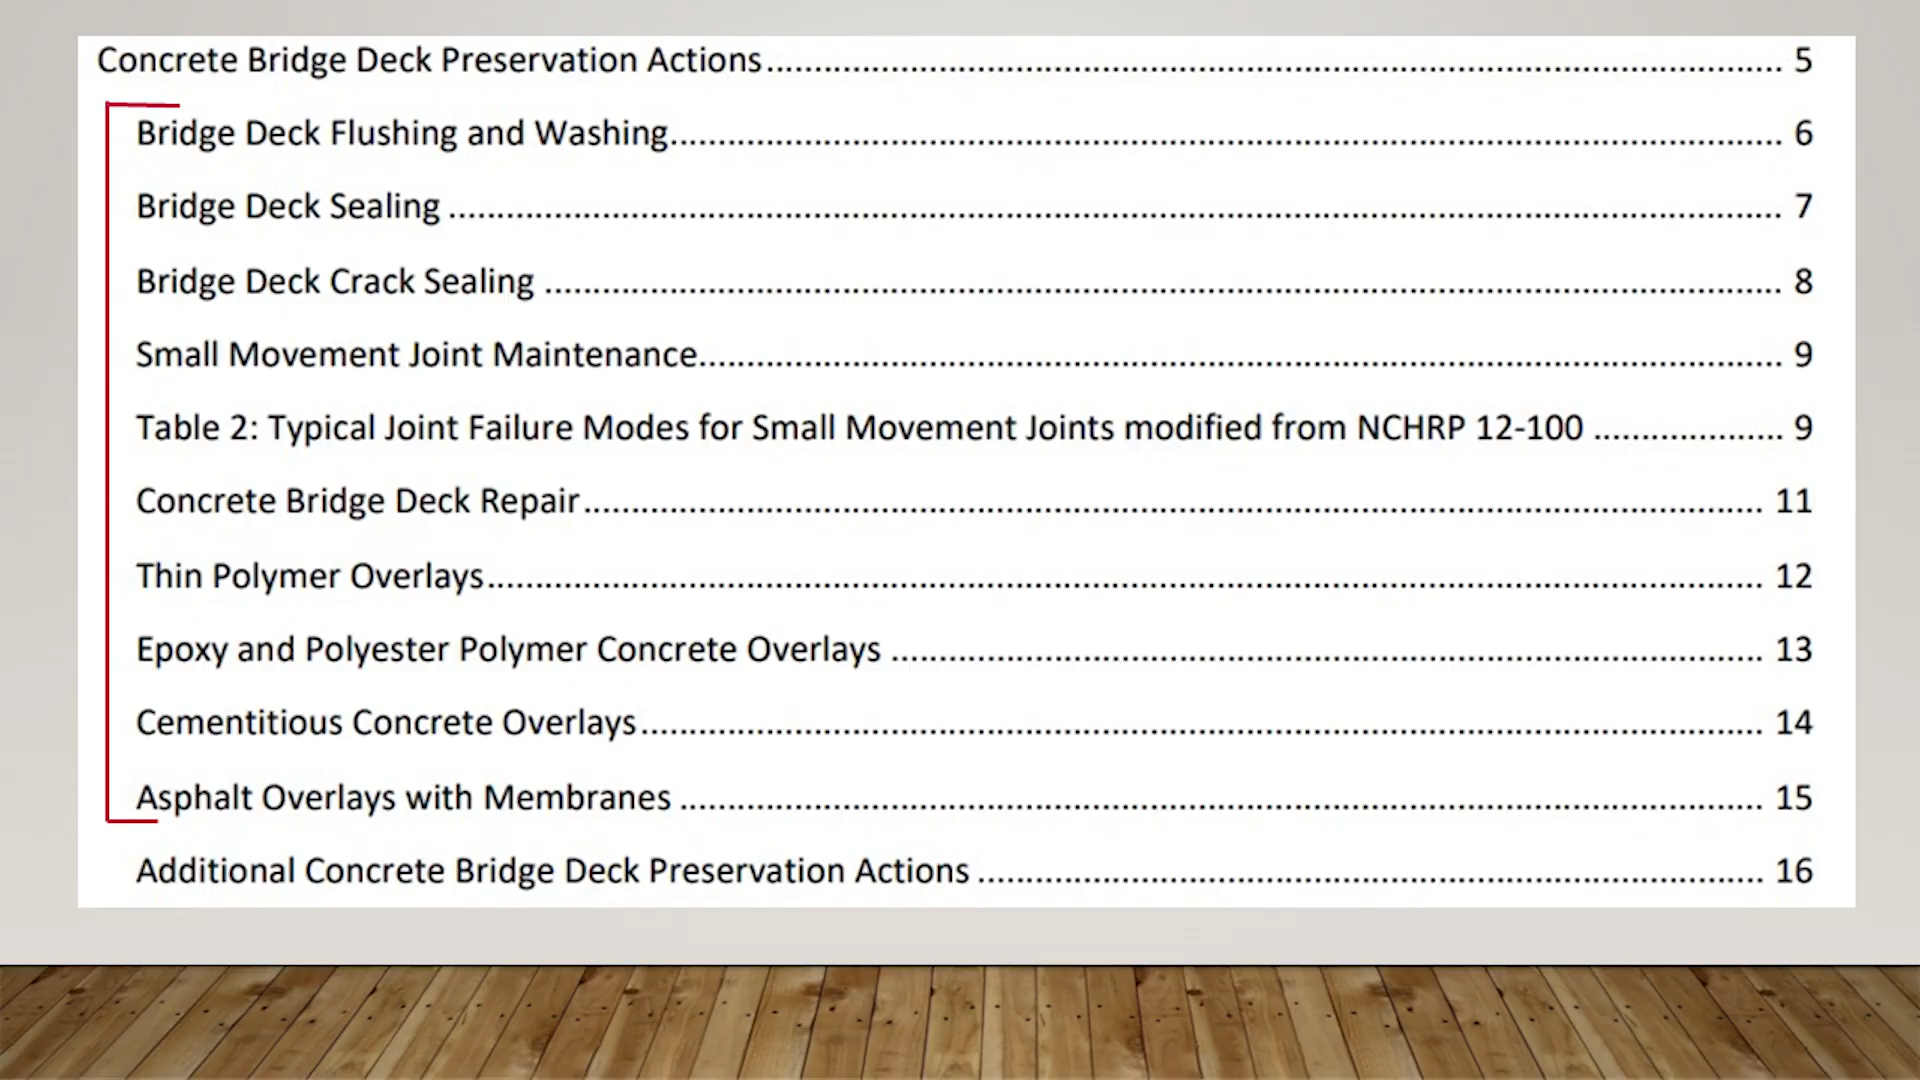 Concrete Bridge Deck Preservation Actions.......... 5
Bridge Deck Flushing and Washing.......... 6
Bridge Deck Sealing .......... 7
Bridge Deck Crack Sealing .......... 8
Small Movement Joint Maintenance.......... 9
Table 2: Typical Joint Failure Modes for Small Movement Joints modified from NCHRP 12-100 .......... 9
Concrete Bridge Deck Repair.......... 11
Thin Polymer Overlays.......... 12
Epoxy and Polyester Polymer Concrete Overlays .......... 13
Cementitious Concrete Overlays.......... 14
Asphalt Overlays with Membranes .......... 15
Additional Concrete Bridge Deck Preservation Actions .......... 16